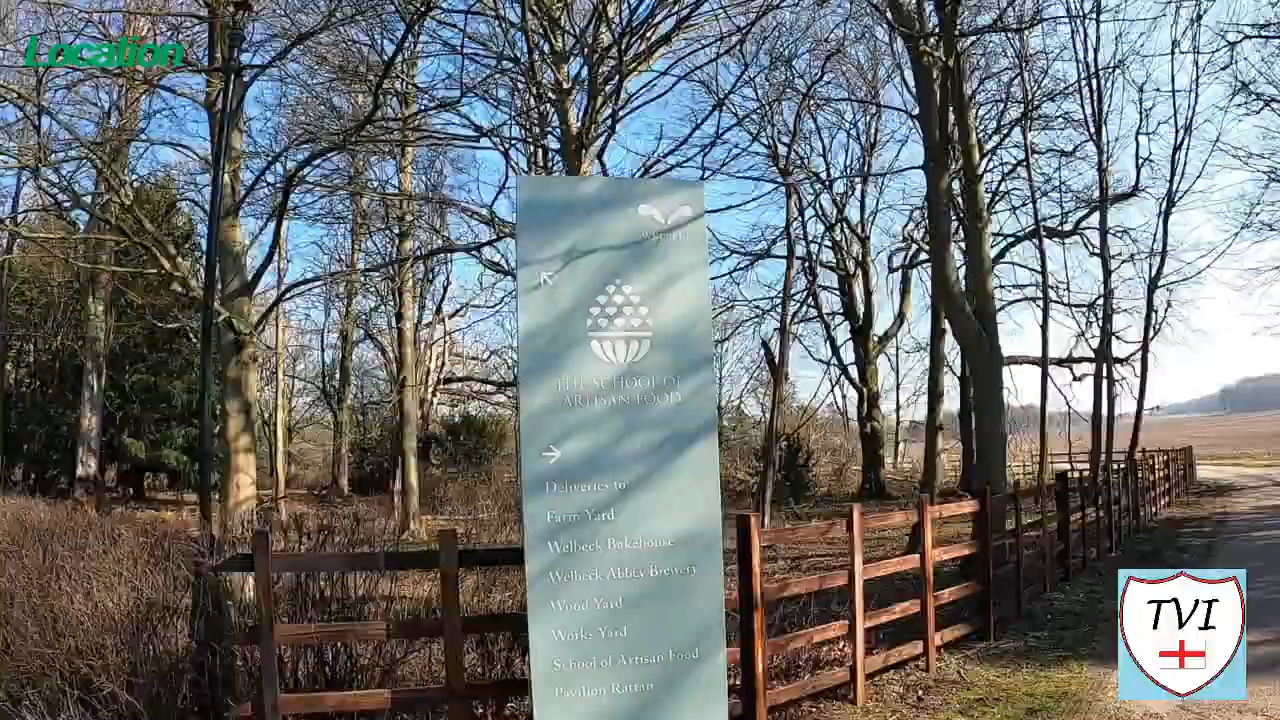 Location
WELBECK
THE SCHOOL OF
ARTISAN FOOD
Deliveries to:
Farm Yard
Welbeck Bakehouse
Welbeck Abbey Brewery
Wood Yard
Works Yard
School of Artisan Food
Pavilion Rattan
TVI